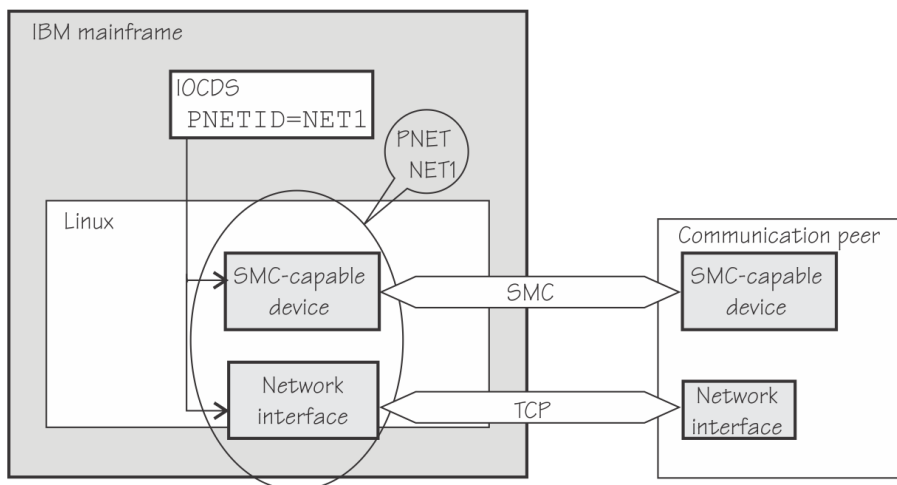 IBM mainframe
IOCDS
PNETID=NET1
PNET
NET1
Linux
SMC-capable
device
SMC
Communication peer
SMC-capable
device
Network
interface
TCP
Network
interface